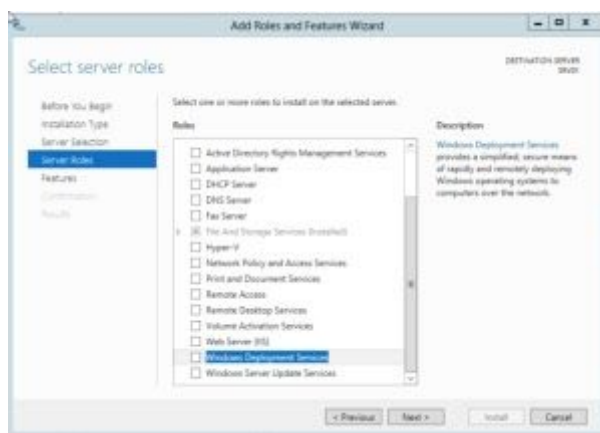 Add Roles and Features Wizard
Select server roles
DESTINATION SERVER
Before You Begin
Installation Type
Server Selection
Server Roles
Features
Confirmation
Results
Select one or more roles to install on the selected server.
Roles
Active Directory Rights Management Services
Application Server
DHCP Server
DNS Server
Fax Server
File And Storage Services (Installed)
Hyper-V
Network Policy and Access Services
Print and Document Services
Remote Access
Remote Desktop Services
Volume Activation Services
Web Server (IIS)
Windows Deployment Services
Windows Server Update Services
Description
Windows Deployment Services
provides a simplified, secure means
of rapidly and remotely deploying
Windows operating systems to
computers over the network.
< Previous
Next >
Install
Cancel